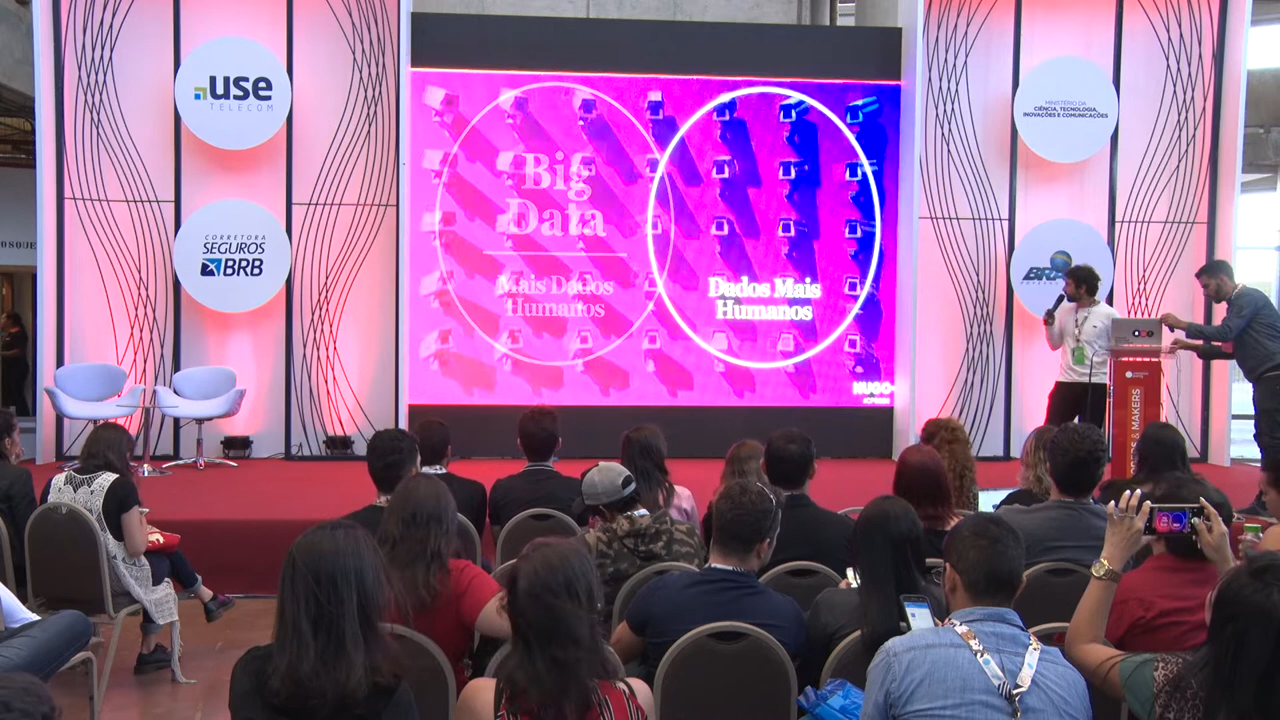 use
TELECOM
CORRETORA
SEGUROS
BRB
Big
Data
Mais Dados
Humanos
Dados Mais
Humanos
MINISTÉRIO DA
CIÊNCIA, TECNOLOGIA,
INOVAÇÕES E COMUNICAÇÕES
& MAKERS